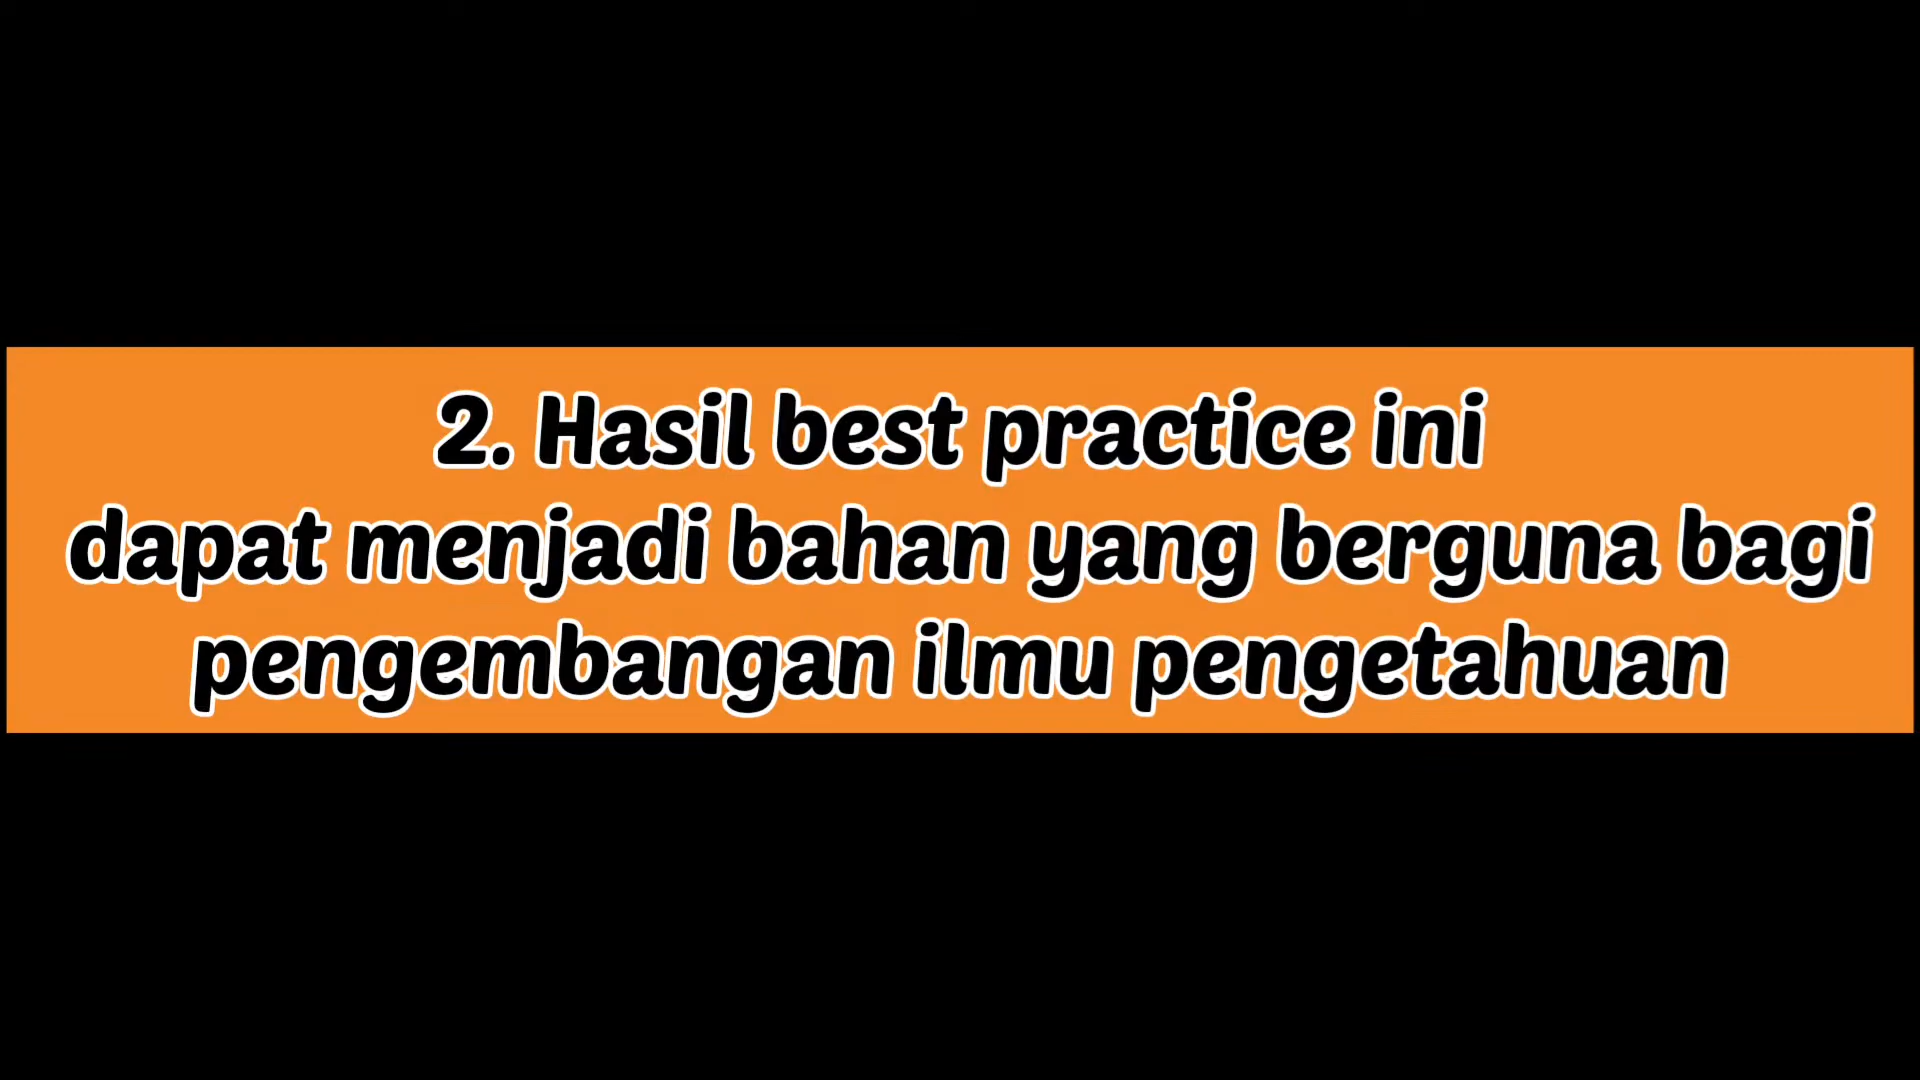 2. Hasil best practice ini
dapat menjadi bahan yang berguna bagi
pengembangan ilmu pengetahuan